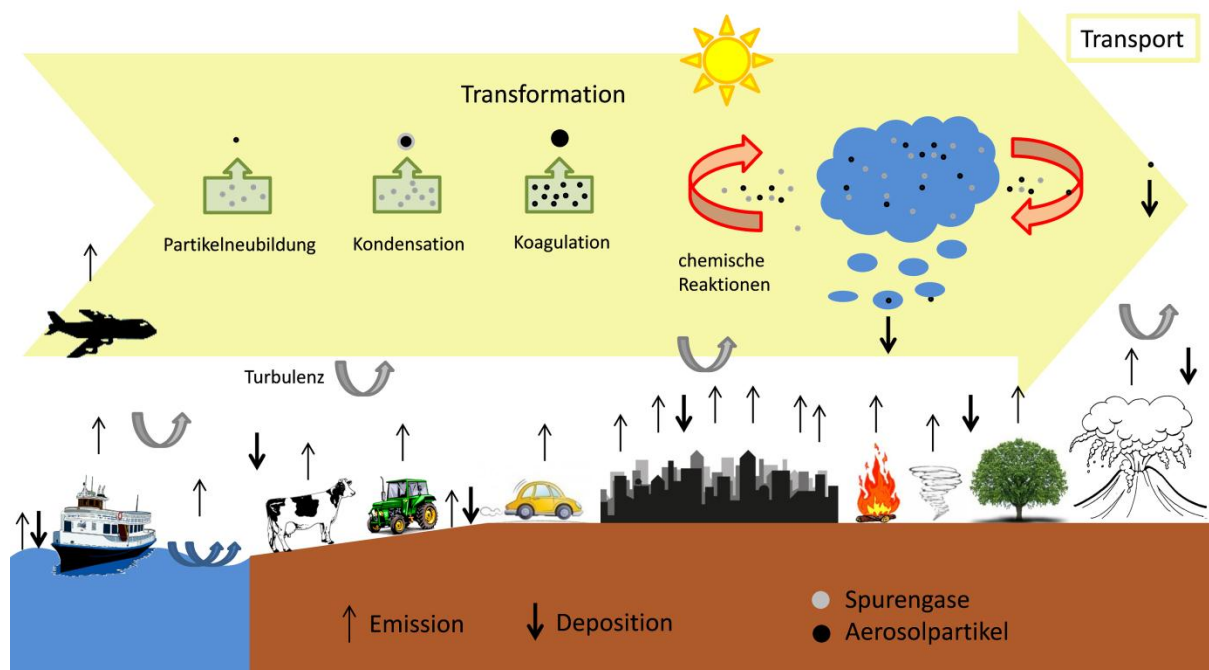 Transport
Transformation
Partikelneubildung
Kondensation
Koagulation
chemische
Reaktionen
Turbulenz
Emission
Deposition
Spurengase
Aerosolpartikel